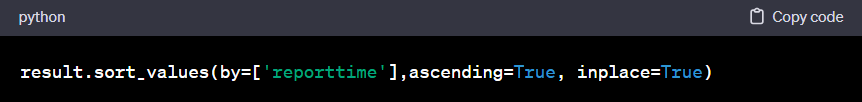 python
Copy code
result.sort_values(by=['reporttime'],ascending=True, inplace=True)